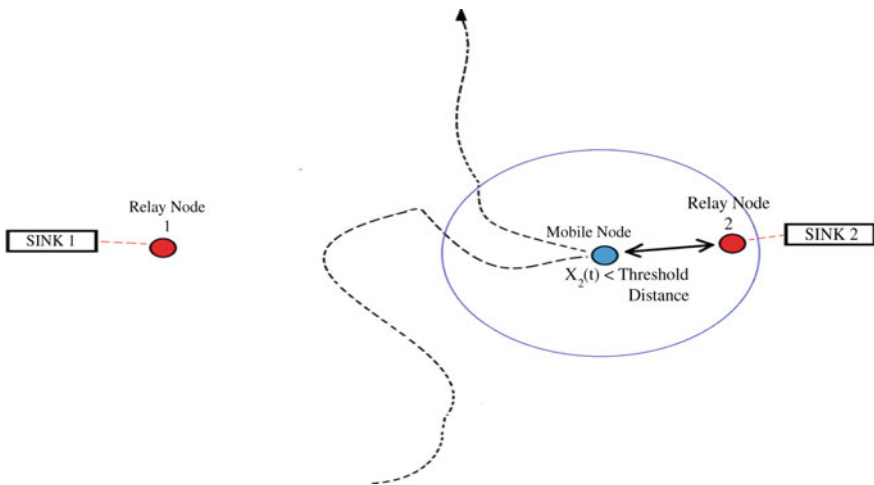 Relay Node
1
SINK 1
Relay Node
2
SINK 2
Mobile Node
X₂(t) < Threshold
Distance